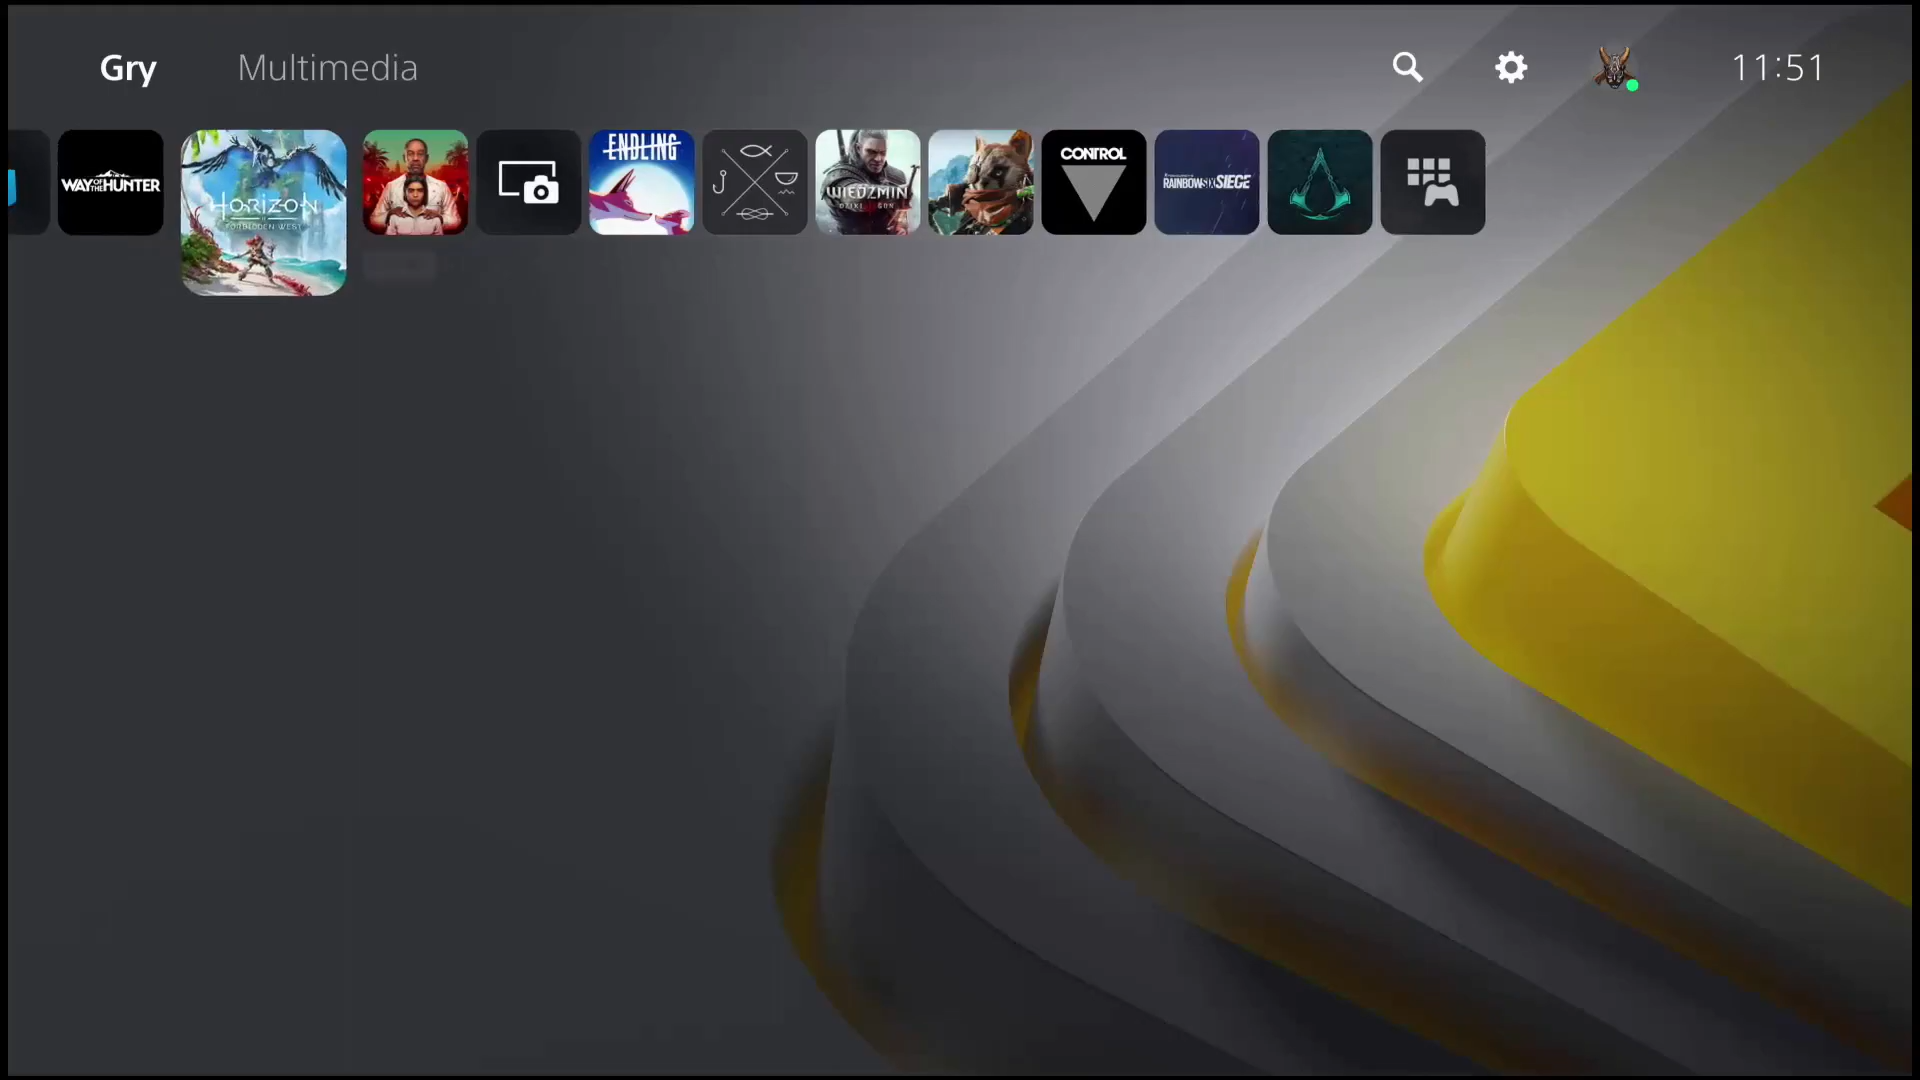 Gry
Multimedia
11:51
WAY OF THE HUNTER
HORIZON
FORBIDDEN WEST
ENDLING
WIEDŹMIN
DZIKI GON
CONTROL
RAINBOW SIX SIEGE